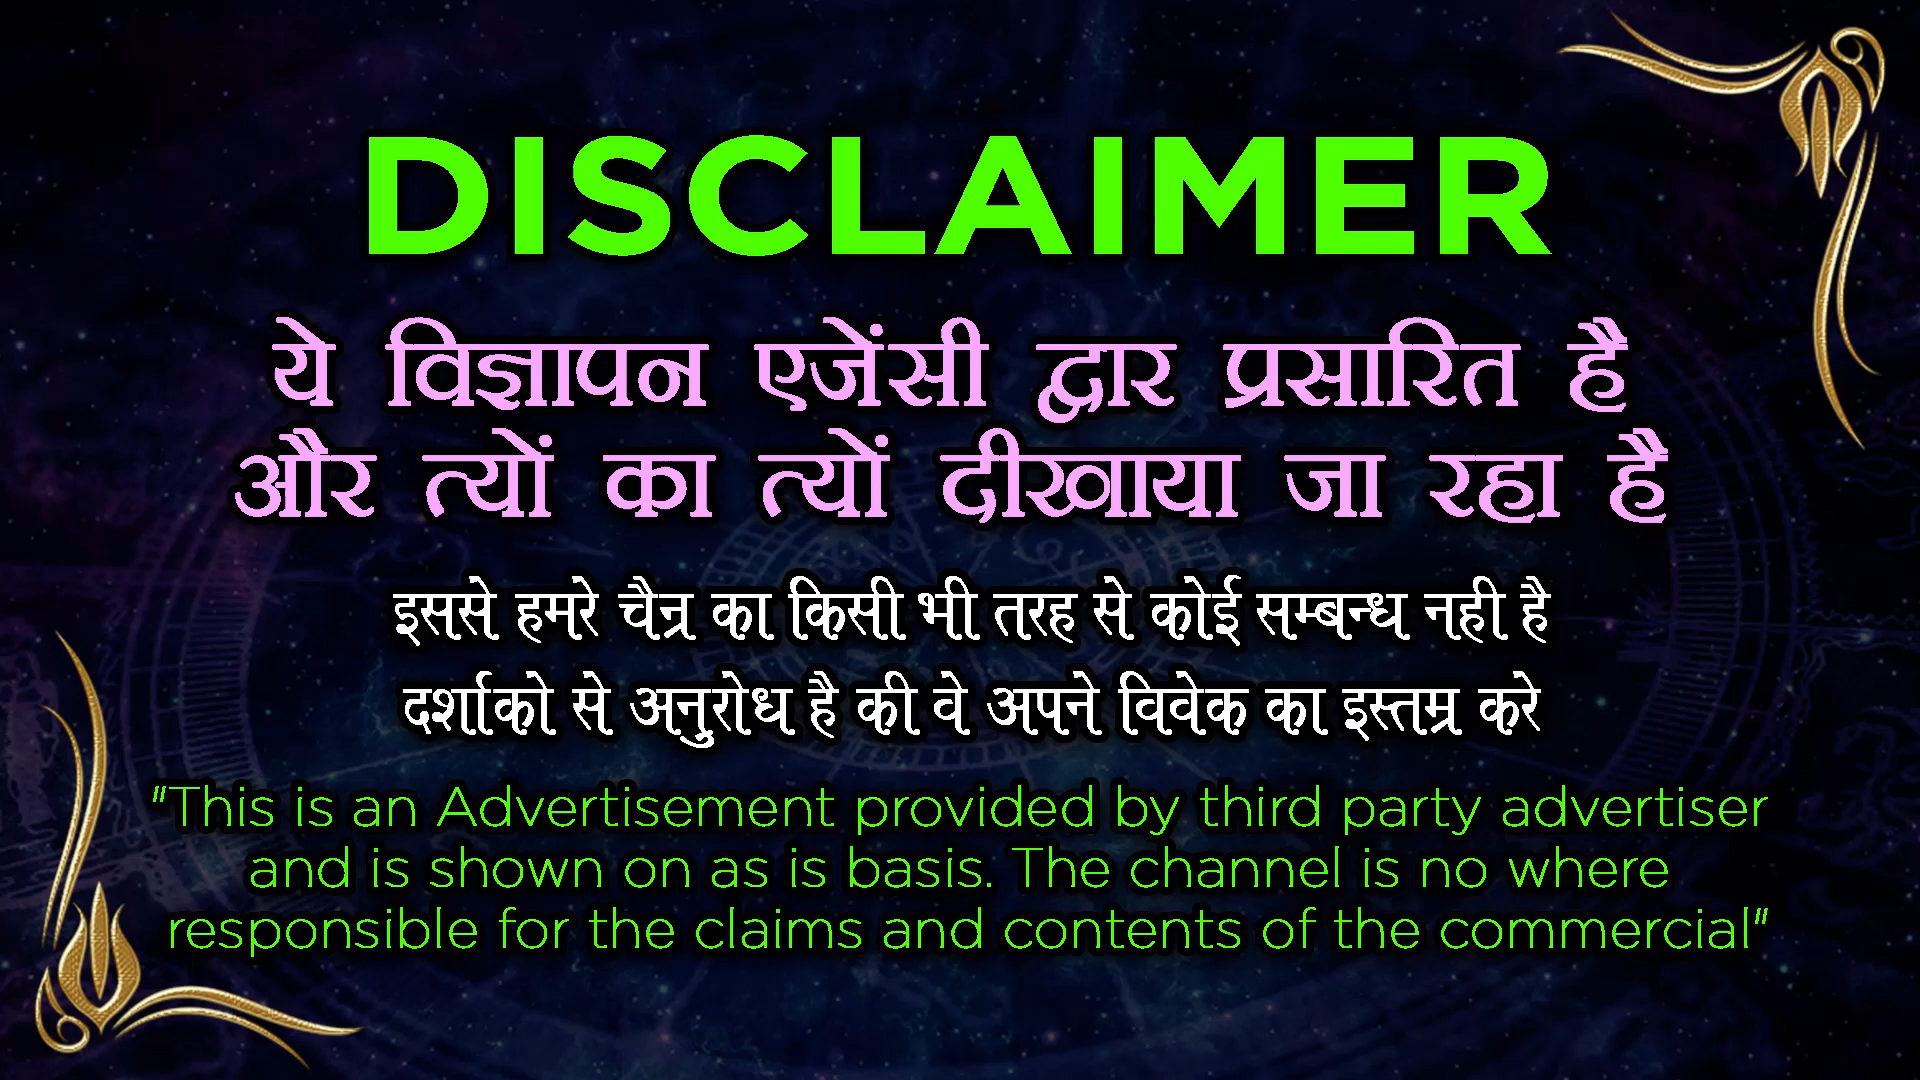 DISCLAIMER
ये विज्ञापन एजेंसी द्वार प्रसारित है
और त्यों का त्यों दीखाया जा रहा है
इससे हमरे चैन्र का किसी भी तरह से कोई सम्बन्ध नही है
दर्शाको से अनुरोध है की वे अपने विवेक का इस्तम्र करे
"This is an Advertisement provided by third party advertiser
and is shown on as is basis. The channel is no where
responsible for the claims and contents of the commercial"